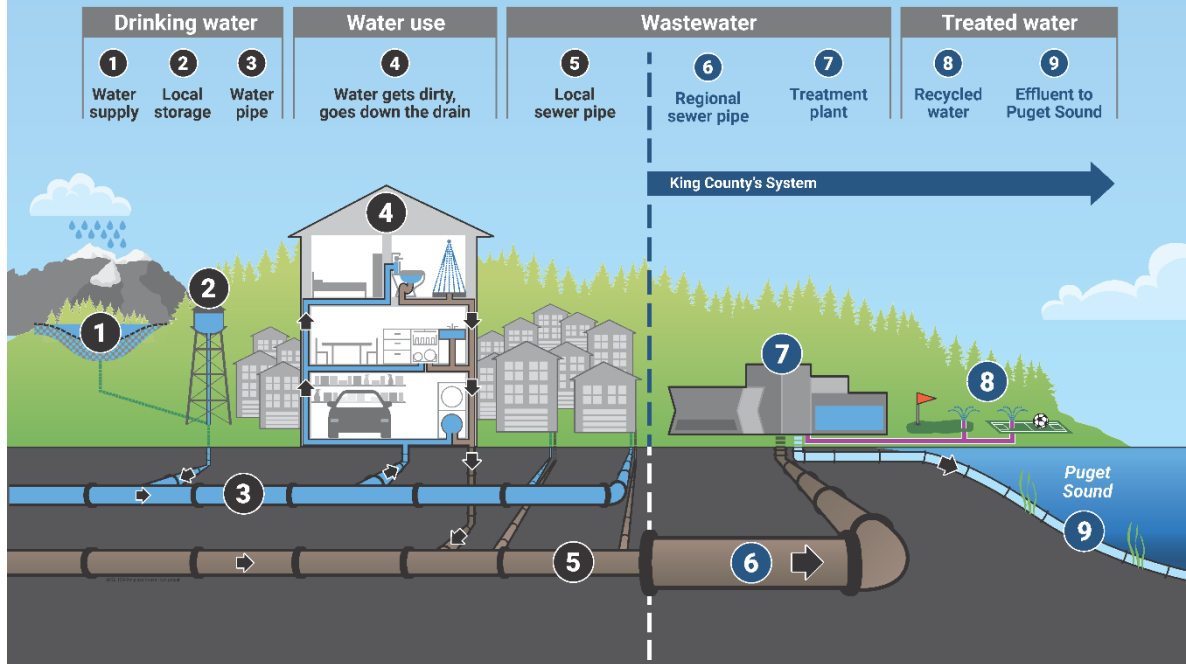 Drinking water
Water use
Wastewater
Treated water
1
2
3
4
5
6
7
8
9
Water
supply
Local
storage
Water
pipe
Water gets dirty,
goes down the drain
Local
sewer pipe
Regional
sewer pipe
Treatment
plant
Recycled
water
Effluent to
Puget Sound
King County's System
4
2
1
7
8
3
Puget
Sound
9
5
6